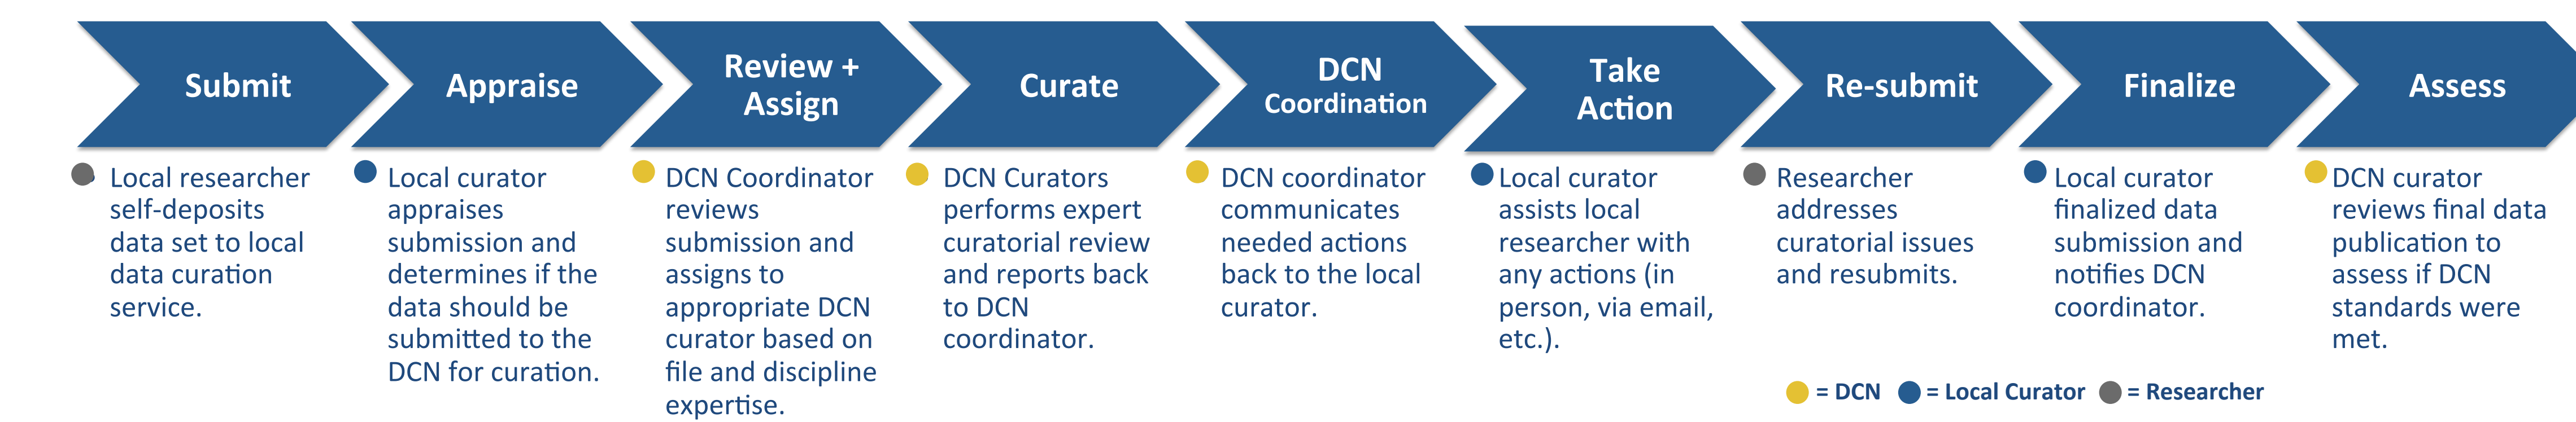 Submit
Local researcher
self-deposits
data set to local
data curation
service.
Appraise
Local curator
appraises
submission and
determines if the
data should be
submitted to the
DCN for curation.
Review +
Assign
DCN Coordinator
reviews
submission and
assigns to
appropriate DCN
curator based on
file and discipline
expertise.
Curate
DCN Curators
performs expert
curatorial review
and reports back
to DCN
coordinator.
DCN
Coordination
DCN coordinator
communicates
needed actions
back to the local
curator.
Take
Action
Local curator
assists local
researcher with
any actions (in
person, via email,
etc.).
Re-submit
Researcher
addresses
curatorial issues
and resubmits.
Finalize
Local curator
finalized data
submission and
notifies DCN
coordinator.
Assess
DCN curator
reviews final data
publication to
assess if DCN
standards were
met.
= DCN = Local Curator = Researcher